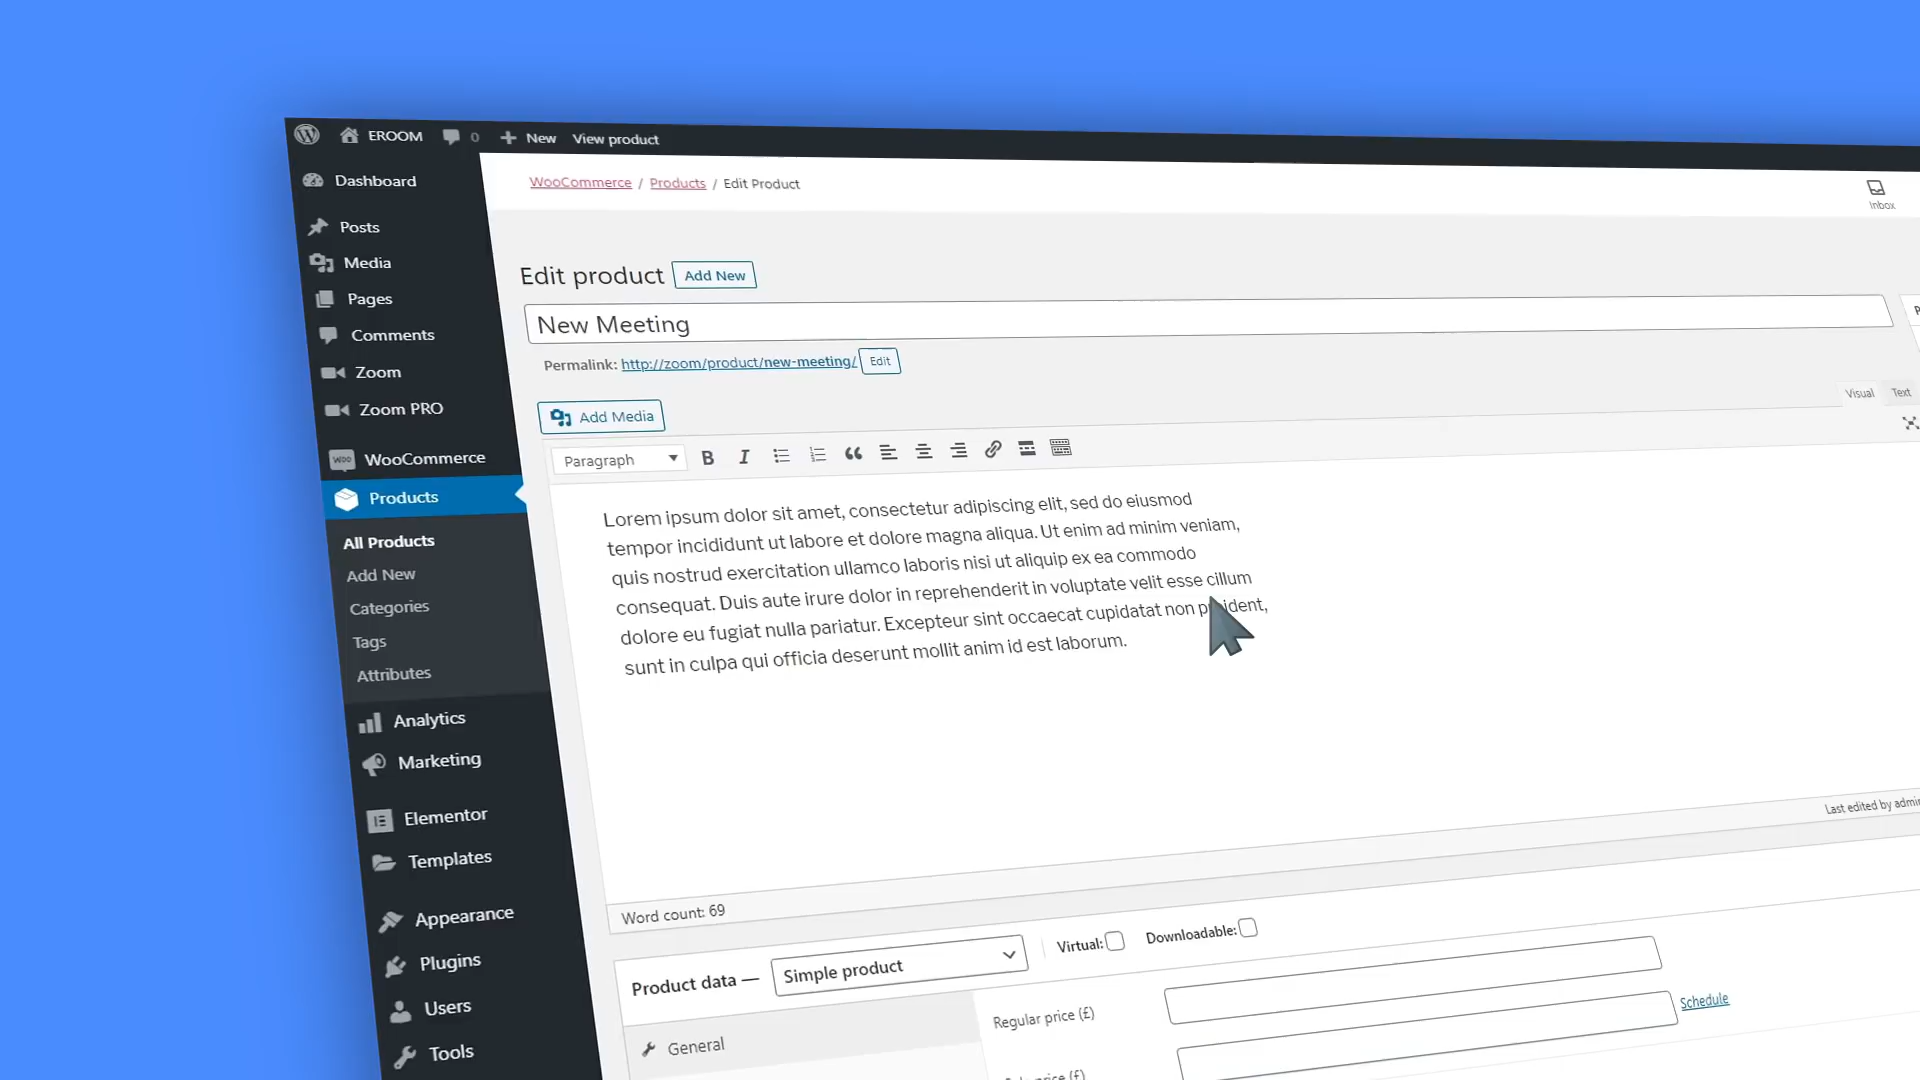 EROOM 0 New View product
Dashboard
Posts
Media
Pages
Comments
Zoom
Zoom PRO
WOO WooCommerce
Products
All Products
Add New
Categories
Tags
Attributes
Analytics
Marketing
Elementor
Templates
Appearance
Plugins
Users
Tools
WooCommerce / Products / Edit Product
Inbox
Edit product Add New
New Meeting
Permalink: http://zoom/product/new-meeting/ Edit
Add Media
Visual Text
Paragraph B I
Lorem ipsum dolor sit amet, consectetur adipiscing elit, sed do eiusmod
tempor incididunt ut labore et dolore magna aliqua. Ut enim ad minim veniam,
quis nostrud exercitation ullamco laboris nisi ut aliquip ex ea commodo
consequat. Duis aute irure dolor in reprehenderit in voluptate velit esse cillum
dolore eu fugiat nulla pariatur. Excepteur sint occaecat cupidatat non proident,
sunt in culpa qui officia deserunt mollit anim id est laborum.
Last edited by admin
Word count: 69
Product data — Simple product Virtual: Downloadable:
General
Regular price (£)
Schedule
price (£)